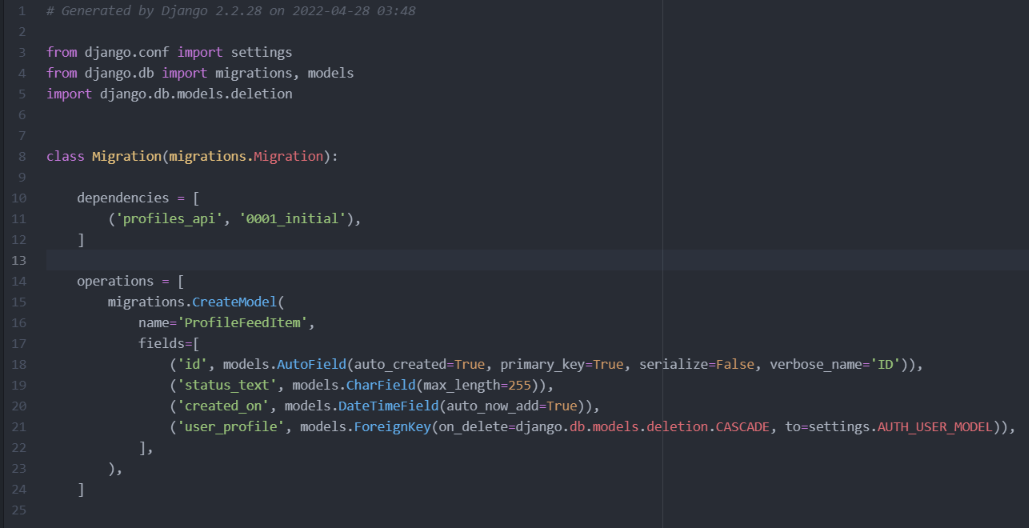 1 # Generated by Django 2.2.28 on 2022-04-28 03:48
2
3 from django.conf import settings
4 from django.db import migrations, models
5 import django.db.models.deletion
6
7
8 class Migration(migrations.Migration):
9
10     dependencies = [
11         ('profiles_api', '0001_initial'),
12     ]
13
14     operations = [
15         migrations.CreateModel(
16             name='ProfileFeedItem',
17             fields=[
18                 ('id', models.AutoField(auto_created=True, primary_key=True, serialize=False, verbose_name='ID')),
19                 ('status_text', models.CharField(max_length=255)),
20                 ('created_on', models.DateTimeField(auto_now_add=True)),
21                 ('user_profile', models.ForeignKey(on_delete=django.db.models.deletion.CASCADE, to=settings.AUTH_USER_MODEL)),
22             ],
23         ),
24     ]
25